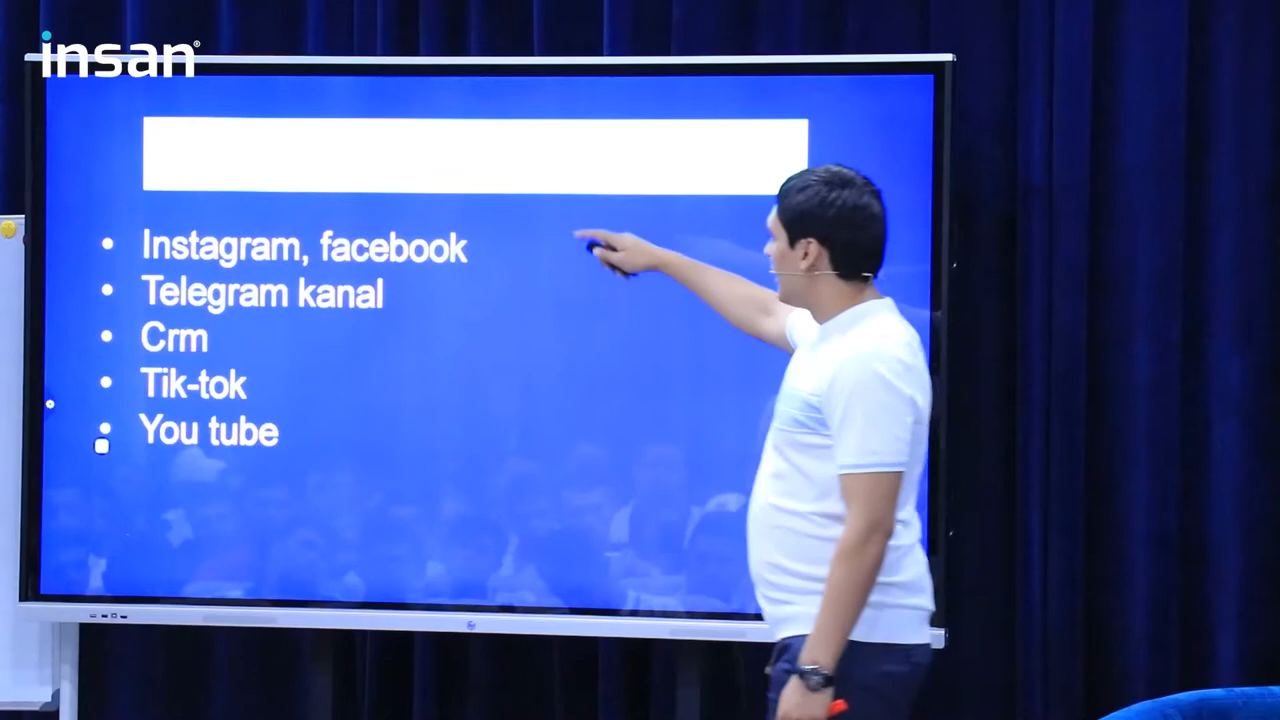 insan
Instagram, facebook
Telegram kanal
Crm
Tik-tok
You tube